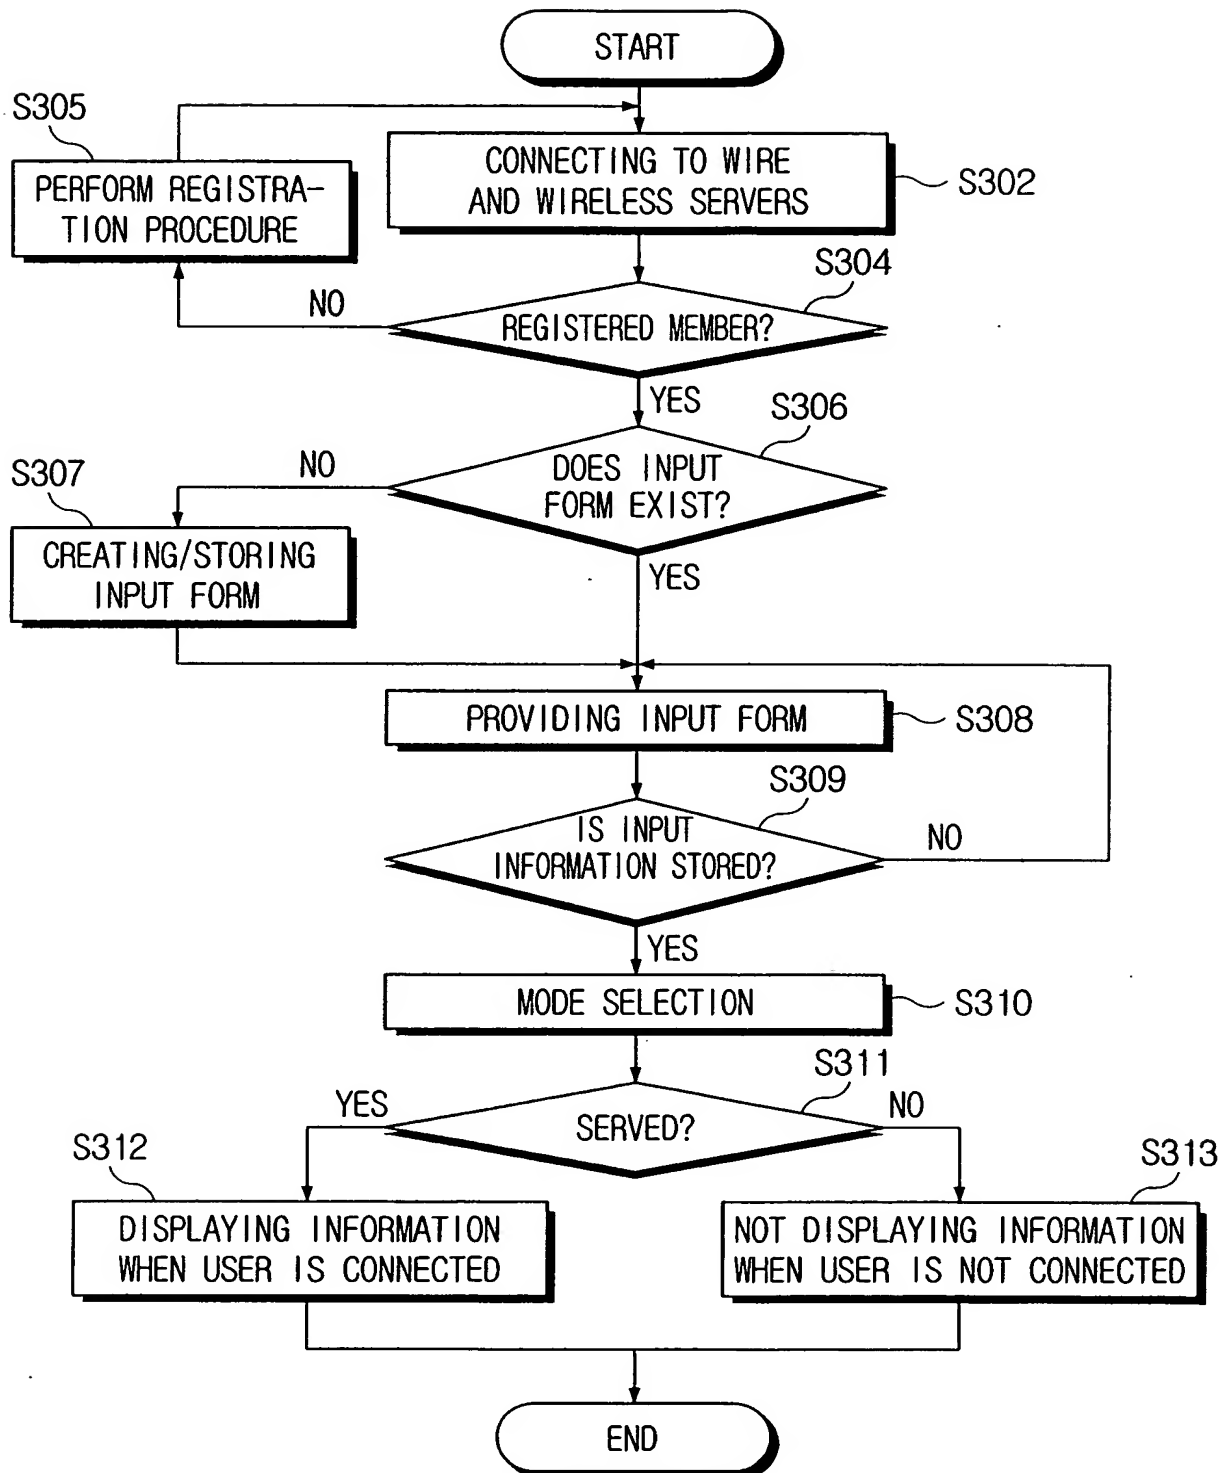 START
S305
PERFORM REGISTRA-
TION PROCEDURE
CONNECTING TO WIRE
AND WIRELESS SERVERS
S302
S304
NO
REGISTERED MEMBER?
YES
S306
NO
DOES INPUT
FORM EXIST?
S307
CREATING/STORING
INPUT FORM
YES
PROVIDING INPUT FORM
S308
S309
IS INPUT
INFORMATION STORED?
NO
YES
MODE SELECTION
S310
S311
YES
SERVED?
NO
S312
S313
DISPLAYING INFORMATION
WHEN USER IS CONNECTED
NOT DISPLAYING INFORMATION
WHEN USER IS NOT CONNECTED
END